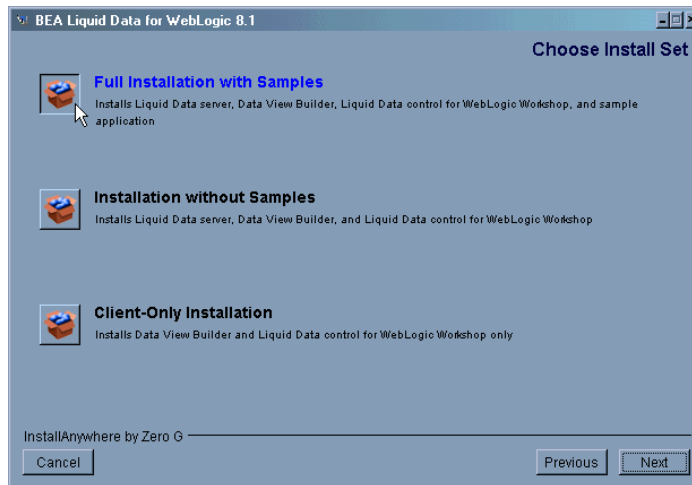 BEA Liquid Data for WebLogic 8.1
Choose Install Set
Full Installation with Samples
Installs Liquid Data server, Data View Builder, Liquid Data control for WebLogic Workshop, and sample
application
Installation without Samples
Installs Liquid Data server, Data View Builder, and Liquid Data control for WebLogic Workshop
Client-Only Installation
Installs Data View Builder and Liquid Data control for WebLogic Workshop only
InstallAnywhere by Zero G
Cancel
Previous
Next